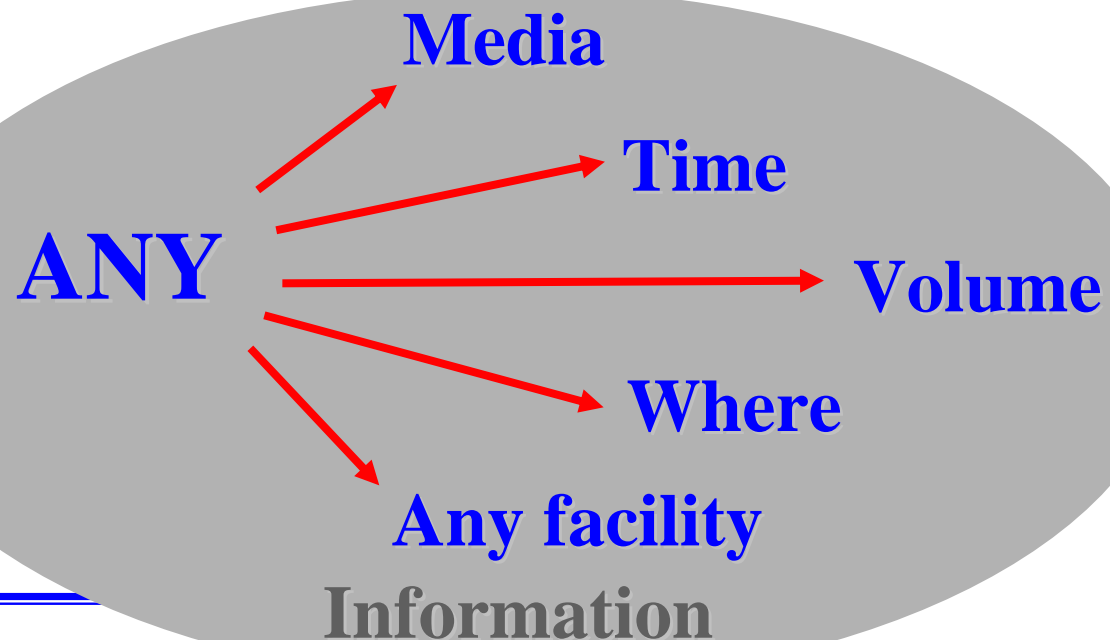 Media
Time
ANY
Volume
Where
Any facility
Information